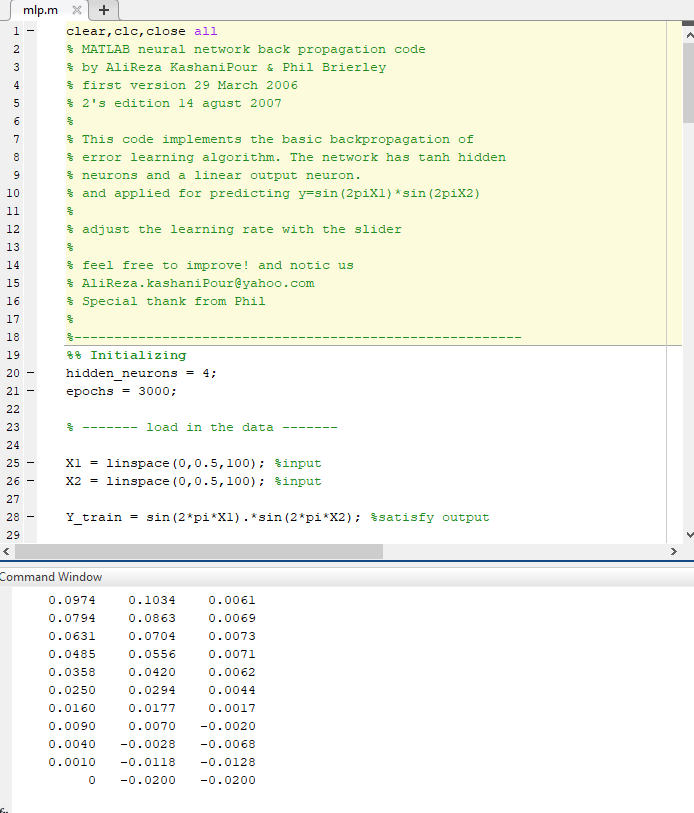 mlp.m × +
1 − clear,clc,close all
2 % MATLAB neural network back propagation code
3 % by AliReza KashaniPour & Phil Brierley
4 % first version 29 March 2006
5 % 2's edition 14 agust 2007
6 %
7 % This code implements the basic backpropagation of
8 % error learning algorithm. The network has tanh hidden
9 % neurons and a linear output neuron.
10 % and applied for predicting y=sin(2piX1)*sin(2piX2)
11 %
12 % adjust the learning rate with the slider
13 %
14 % feel free to improve! and notic us
15 % AliReza.kashaniPour@yahoo.com
16 % Special thank from Phil
17 %
18 %--------------------------------------------------------
19 %% Initializing
20 − hidden_neurons = 4;
21 − epochs = 3000;
22
23 % ------- load in the data -------
24
25 − X1 = linspace(0,0.5,100); %input
26 − X2 = linspace(0,0.5,100); %input
27
28 − Y_train = sin(2*pi*X1).*sin(2*pi*X2); %satisfy output
29
Command Window
0.0974 0.1034 0.0061
0.0794 0.0863 0.0069
0.0631 0.0704 0.0073
0.0485 0.0556 0.0071
0.0358 0.0420 0.0062
0.0250 0.0294 0.0044
0.0160 0.0177 0.0017
0.0090 0.0070 -0.0020
0.0040 -0.0028 -0.0068
0.0010 -0.0118 -0.0128
0 -0.0200 -0.0200